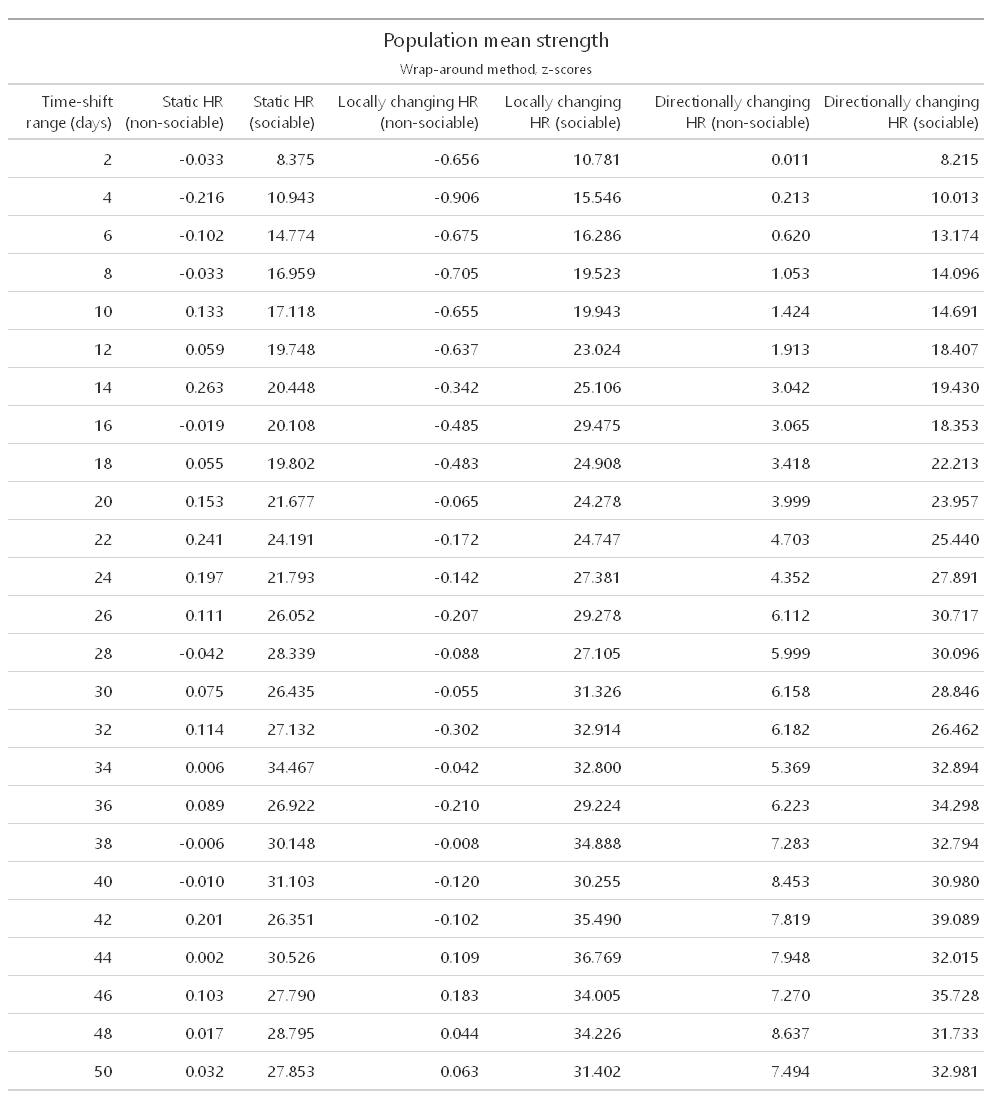 Population mean strength
Wrap-around method, z-scores
Time-shift Static HR Static HR Locally changing HR Locally changing Directionally changing Directionally changing
range (days) (non-sociable) (sociable) (non-sociable) HR (sociable) HR (non-sociable) HR (sociable)
2 -0.033 8.375 -0.656 10.781 0.011 8.215
4 -0.216 10.943 -0.906 15.546 0.213 10.013
6 -0.102 14.774 -0.675 16.286 0.620 13.174
8 -0.033 16.959 -0.705 19.523 1.053 14.096
10 0.133 17.118 -0.655 19.943 1.424 14.691
12 0.059 19.748 -0.637 23.024 1.913 18.407
14 0.263 20.448 -0.342 25.106 3.042 19.430
16 -0.019 20.108 -0.485 29.475 3.065 18.353
18 0.055 19.802 -0.483 24.908 3.418 22.213
20 0.153 21.677 -0.065 24.278 3.999 23.957
22 0.241 24.191 -0.172 24.747 4.703 25.440
24 0.197 21.793 -0.142 27.381 4.352 27.891
26 0.111 26.052 -0.207 29.278 6.112 30.717
28 -0.042 28.339 -0.088 27.105 5.999 30.096
30 0.075 26.435 -0.055 31.326 6.158 28.846
32 0.114 27.132 -0.302 32.914 6.182 26.462
34 0.006 34.467 -0.042 32.800 5.369 32.894
36 0.089 26.922 -0.210 29.224 6.223 34.298
38 -0.006 30.148 -0.008 34.888 7.283 32.794
40 -0.010 31.103 -0.120 30.255 8.453 30.980
42 0.201 26.351 -0.102 35.490 7.819 39.089
44 0.002 30.526 0.109 36.769 7.948 32.015
46 0.103 27.790 0.183 34.005 7.270 35.728
48 0.017 28.795 0.044 34.226 8.637 31.733
50 0.032 27.853 0.063 31.402 7.494 32.981